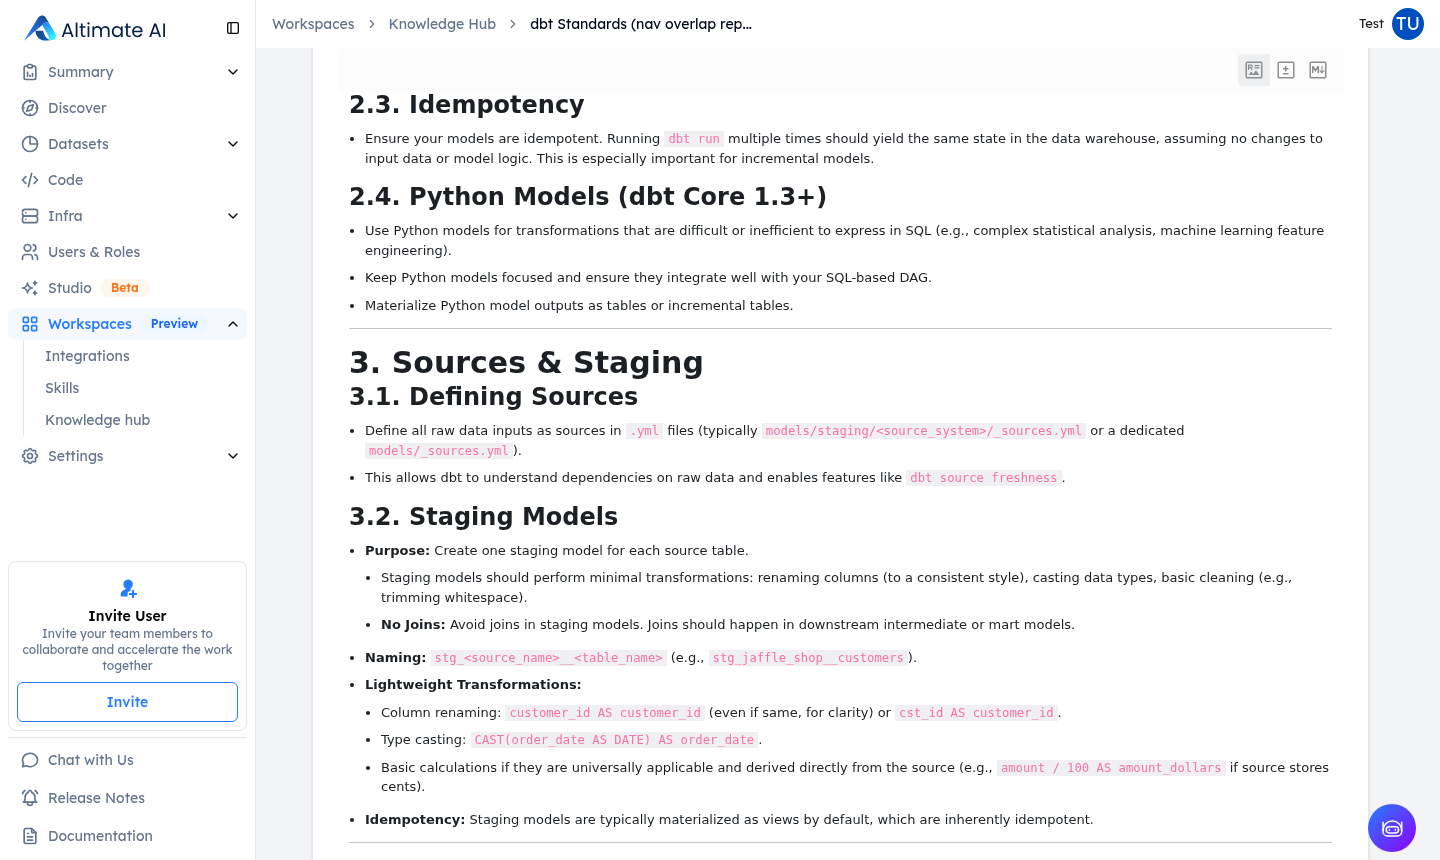 Altimate AI
Workspaces > Knowledge Hub > dbt Standards (nav overlap rep...
Test TU
Summary
Discover
Datasets
Code
Infra
Users & Roles
Studio Beta
Workspaces Preview
Integrations
Skills
Knowledge hub
Settings
Invite User
Invite your team members to
collaborate and accelerate the work
together
Invite
Chat with Us
Release Notes
Documentation
2.3. Idempotency
• Ensure your models are idempotent. Running dbt run multiple times should yield the same state in the data warehouse, assuming no changes to
input data or model logic. This is especially important for incremental models.
2.4. Python Models (dbt Core 1.3+)
• Use Python models for transformations that are difficult or inefficient to express in SQL (e.g., complex statistical analysis, machine learning feature
engineering).
• Keep Python models focused and ensure they integrate well with your SQL-based DAG.
• Materialize Python model outputs as tables or incremental tables.
3. Sources & Staging
3.1. Defining Sources
• Define all raw data inputs as sources in .yml files (typically models/staging/<source_system>/_sources.yml or a dedicated
models/_sources.yml).
• This allows dbt to understand dependencies on raw data and enables features like dbt source freshness.
3.2. Staging Models
• Purpose: Create one staging model for each source table.
• Staging models should perform minimal transformations: renaming columns (to a consistent style), casting data types, basic cleaning (e.g.,
trimming whitespace).
• No Joins: Avoid joins in staging models. Joins should happen in downstream intermediate or mart models.
• Naming: stg_<source_name>__<table_name> (e.g., stg_jaffle_shop__customers).
• Lightweight Transformations:
• Column renaming: customer_id AS customer_id (even if same, for clarity) or cst_id AS customer_id.
• Type casting: CAST(order_date AS DATE) AS order_date.
• Basic calculations if they are universally applicable and derived directly from the source (e.g., amount / 100 AS amount_dollars if source stores
cents).
• Idempotency: Staging models are typically materialized as views by default, which are inherently idempotent.